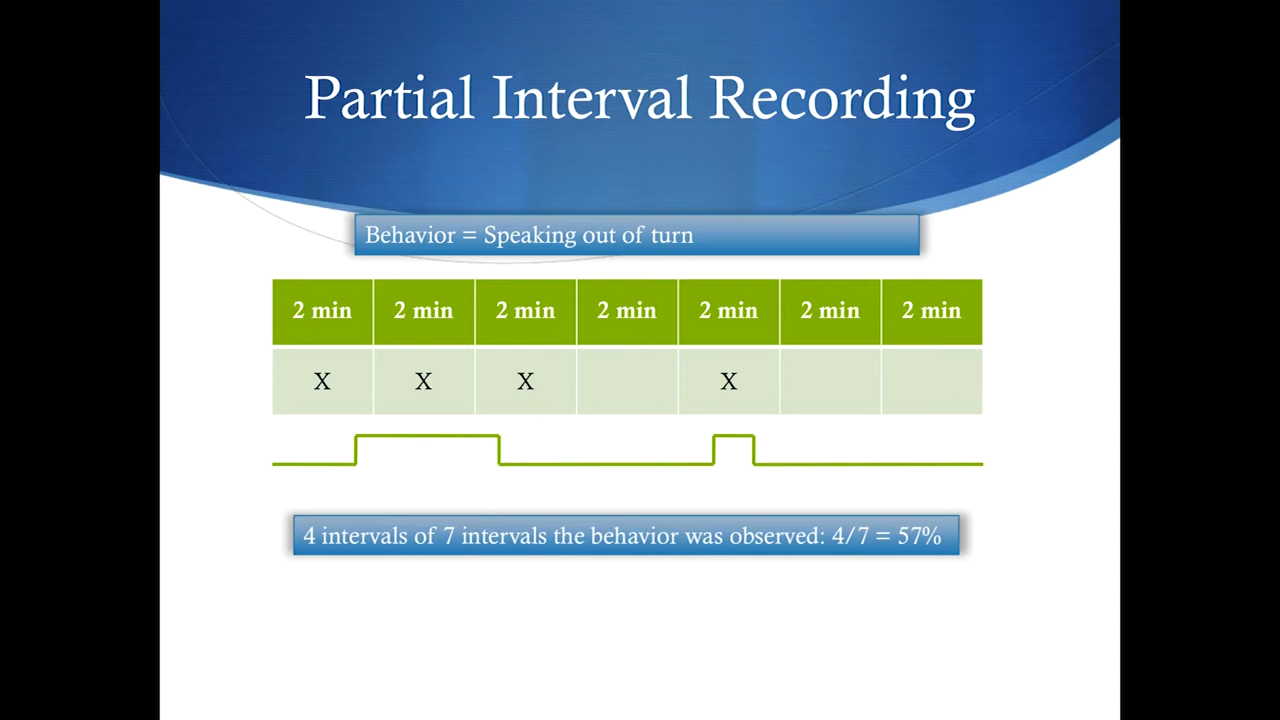 Partial Interval Recording
Behavior = Speaking out of turn
2 min 2 min 2 min 2 min 2 min 2 min 2 min
X X X X
4 intervals of 7 intervals the behavior was observed: 4/7 = 57%